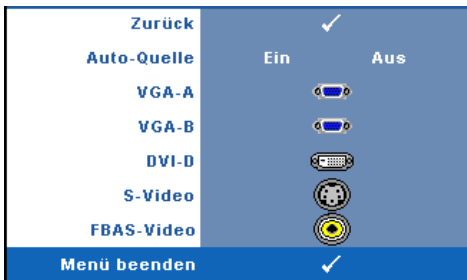 Zurück
Auto-Quelle Ein Aus
VGA-A
VGA-B
DVI-D
S-Video
FBAS-Video
Menü beenden